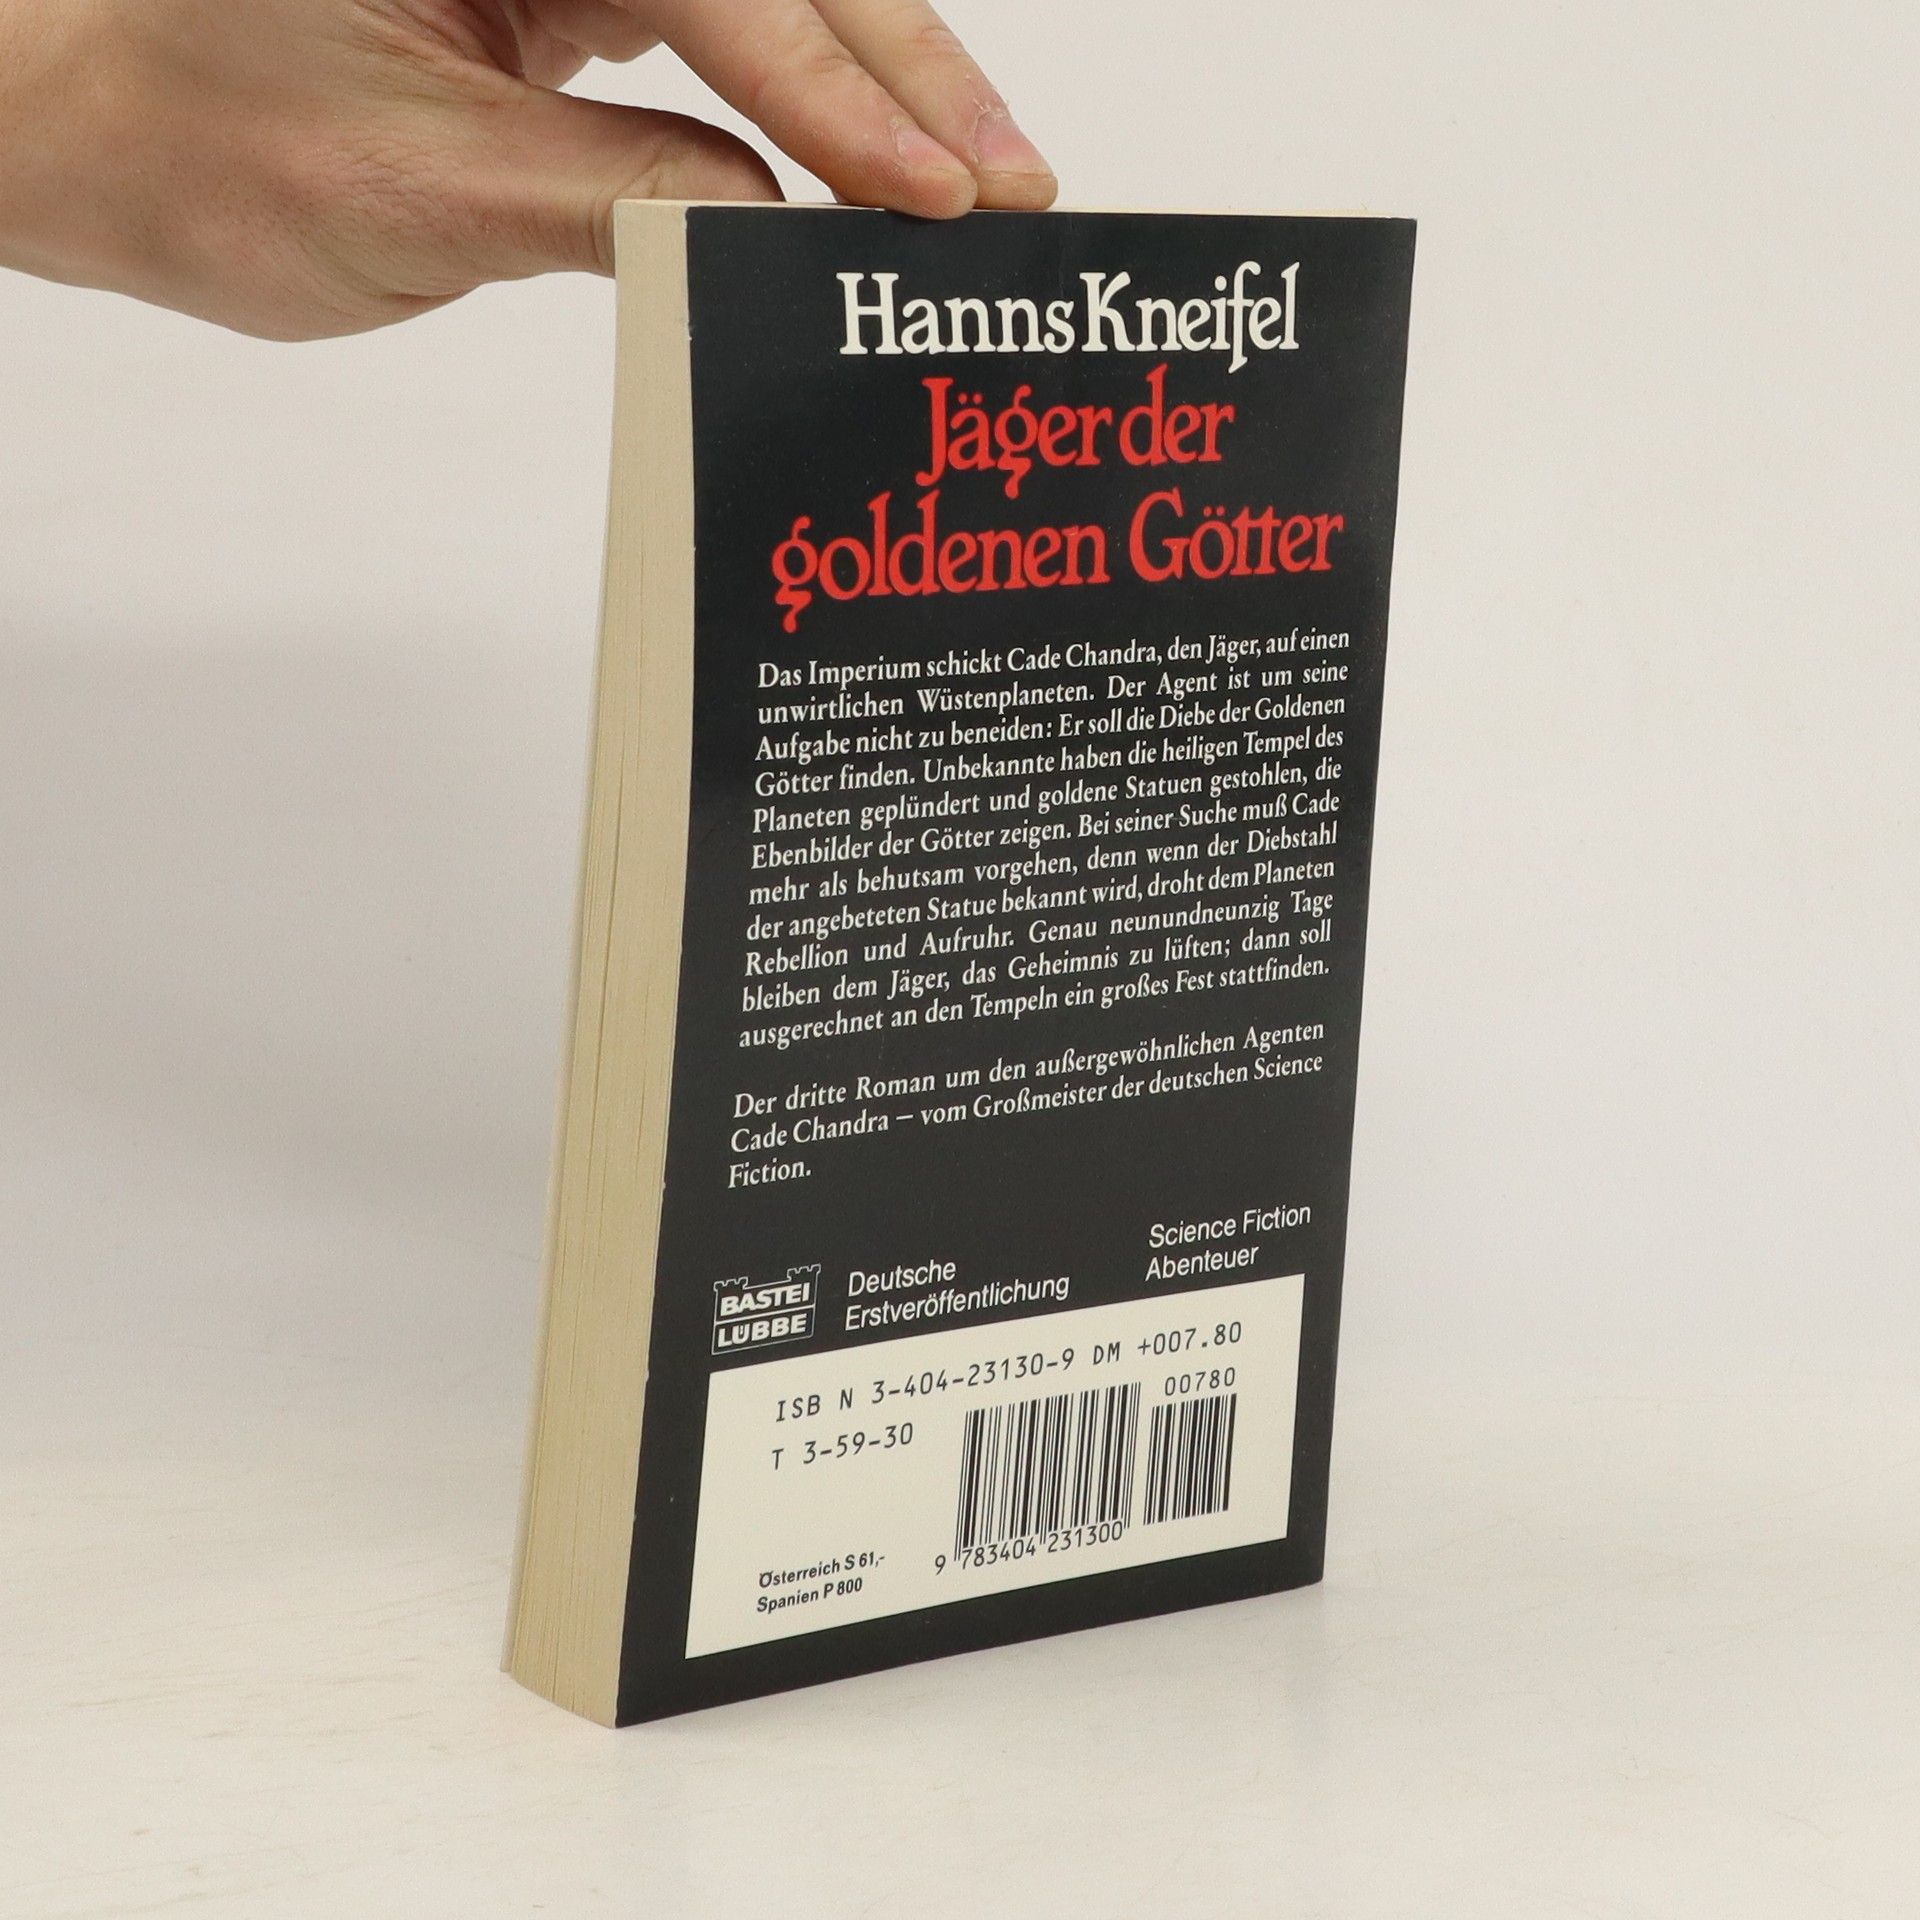 Hanns Kneifel
Jäger der
goldenen Götter
Das Imperium schickt Cade Chandra, den Jäger, auf einen
unwirtlichen Wüstenplaneten. Der Agent ist um seine
Aufgabe nicht zu beneiden: Er soll die Diebe der Goldenen
Götter finden. Unbekannte haben die heiligen Tempel des
Planeten geplündert und goldene Statuen gestohlen, die
Ebenbilder der Götter zeigen. Bei seiner Suche muß Cade
mehr als behutsam vorgehen, denn wenn der Diebstahl
der angebeteten Statue bekannt wird, droht dem Planeten
Rebellion und Aufruhr. Genau neunundneunzig Tage
bleiben dem Jäger, das Geheimnis zu lüften; dann soll
ausgerechnet an den Tempeln ein großes Fest stattfinden.
Der dritte Roman um den außergewöhnlichen Agenten
Cade Chandra – vom Großmeister der deutschen Science
Fiction.
BASTEI
LÜBBE
Deutsche
Erstveröffentlichung
Science Fiction
Abenteuer
ISB N 3-404-23130-9 DM +007.80
00780
T 3-59-30
9 783404 231300
Österreich S 61,-
Spanien P 800